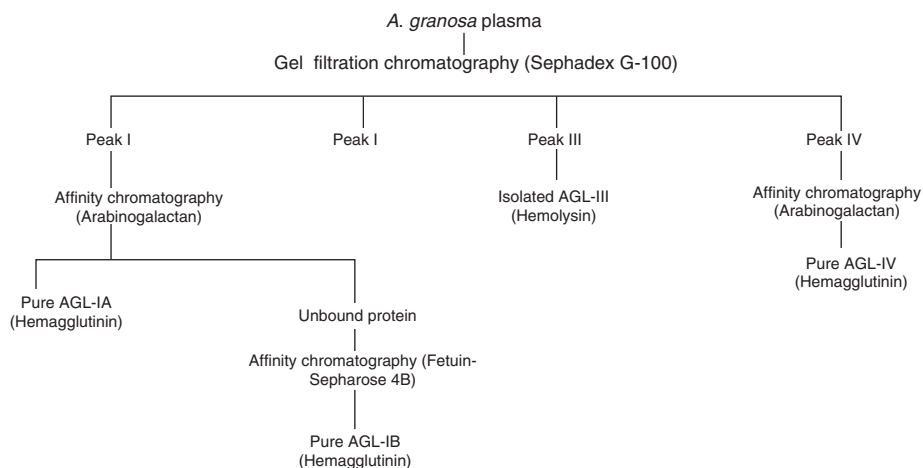 A. granosa plasma
Gel filtration chromatography (Sephadex G-100)
Peak I
Peak I
Peak III
Peak IV
Affinity chromatography
(Arabinogalactan)
Isolated AGL-III
(Hemolysin)
Affinity chromatography
(Arabinogalactan)
Pure AGL-IV
(Hemagglutinin)
Pure AGL-IA
(Hemagglutinin)
Unbound protein
Affinity chromatography (Fetuin-
Sepharose 4B)
Pure AGL-IB
(Hemagglutinin)